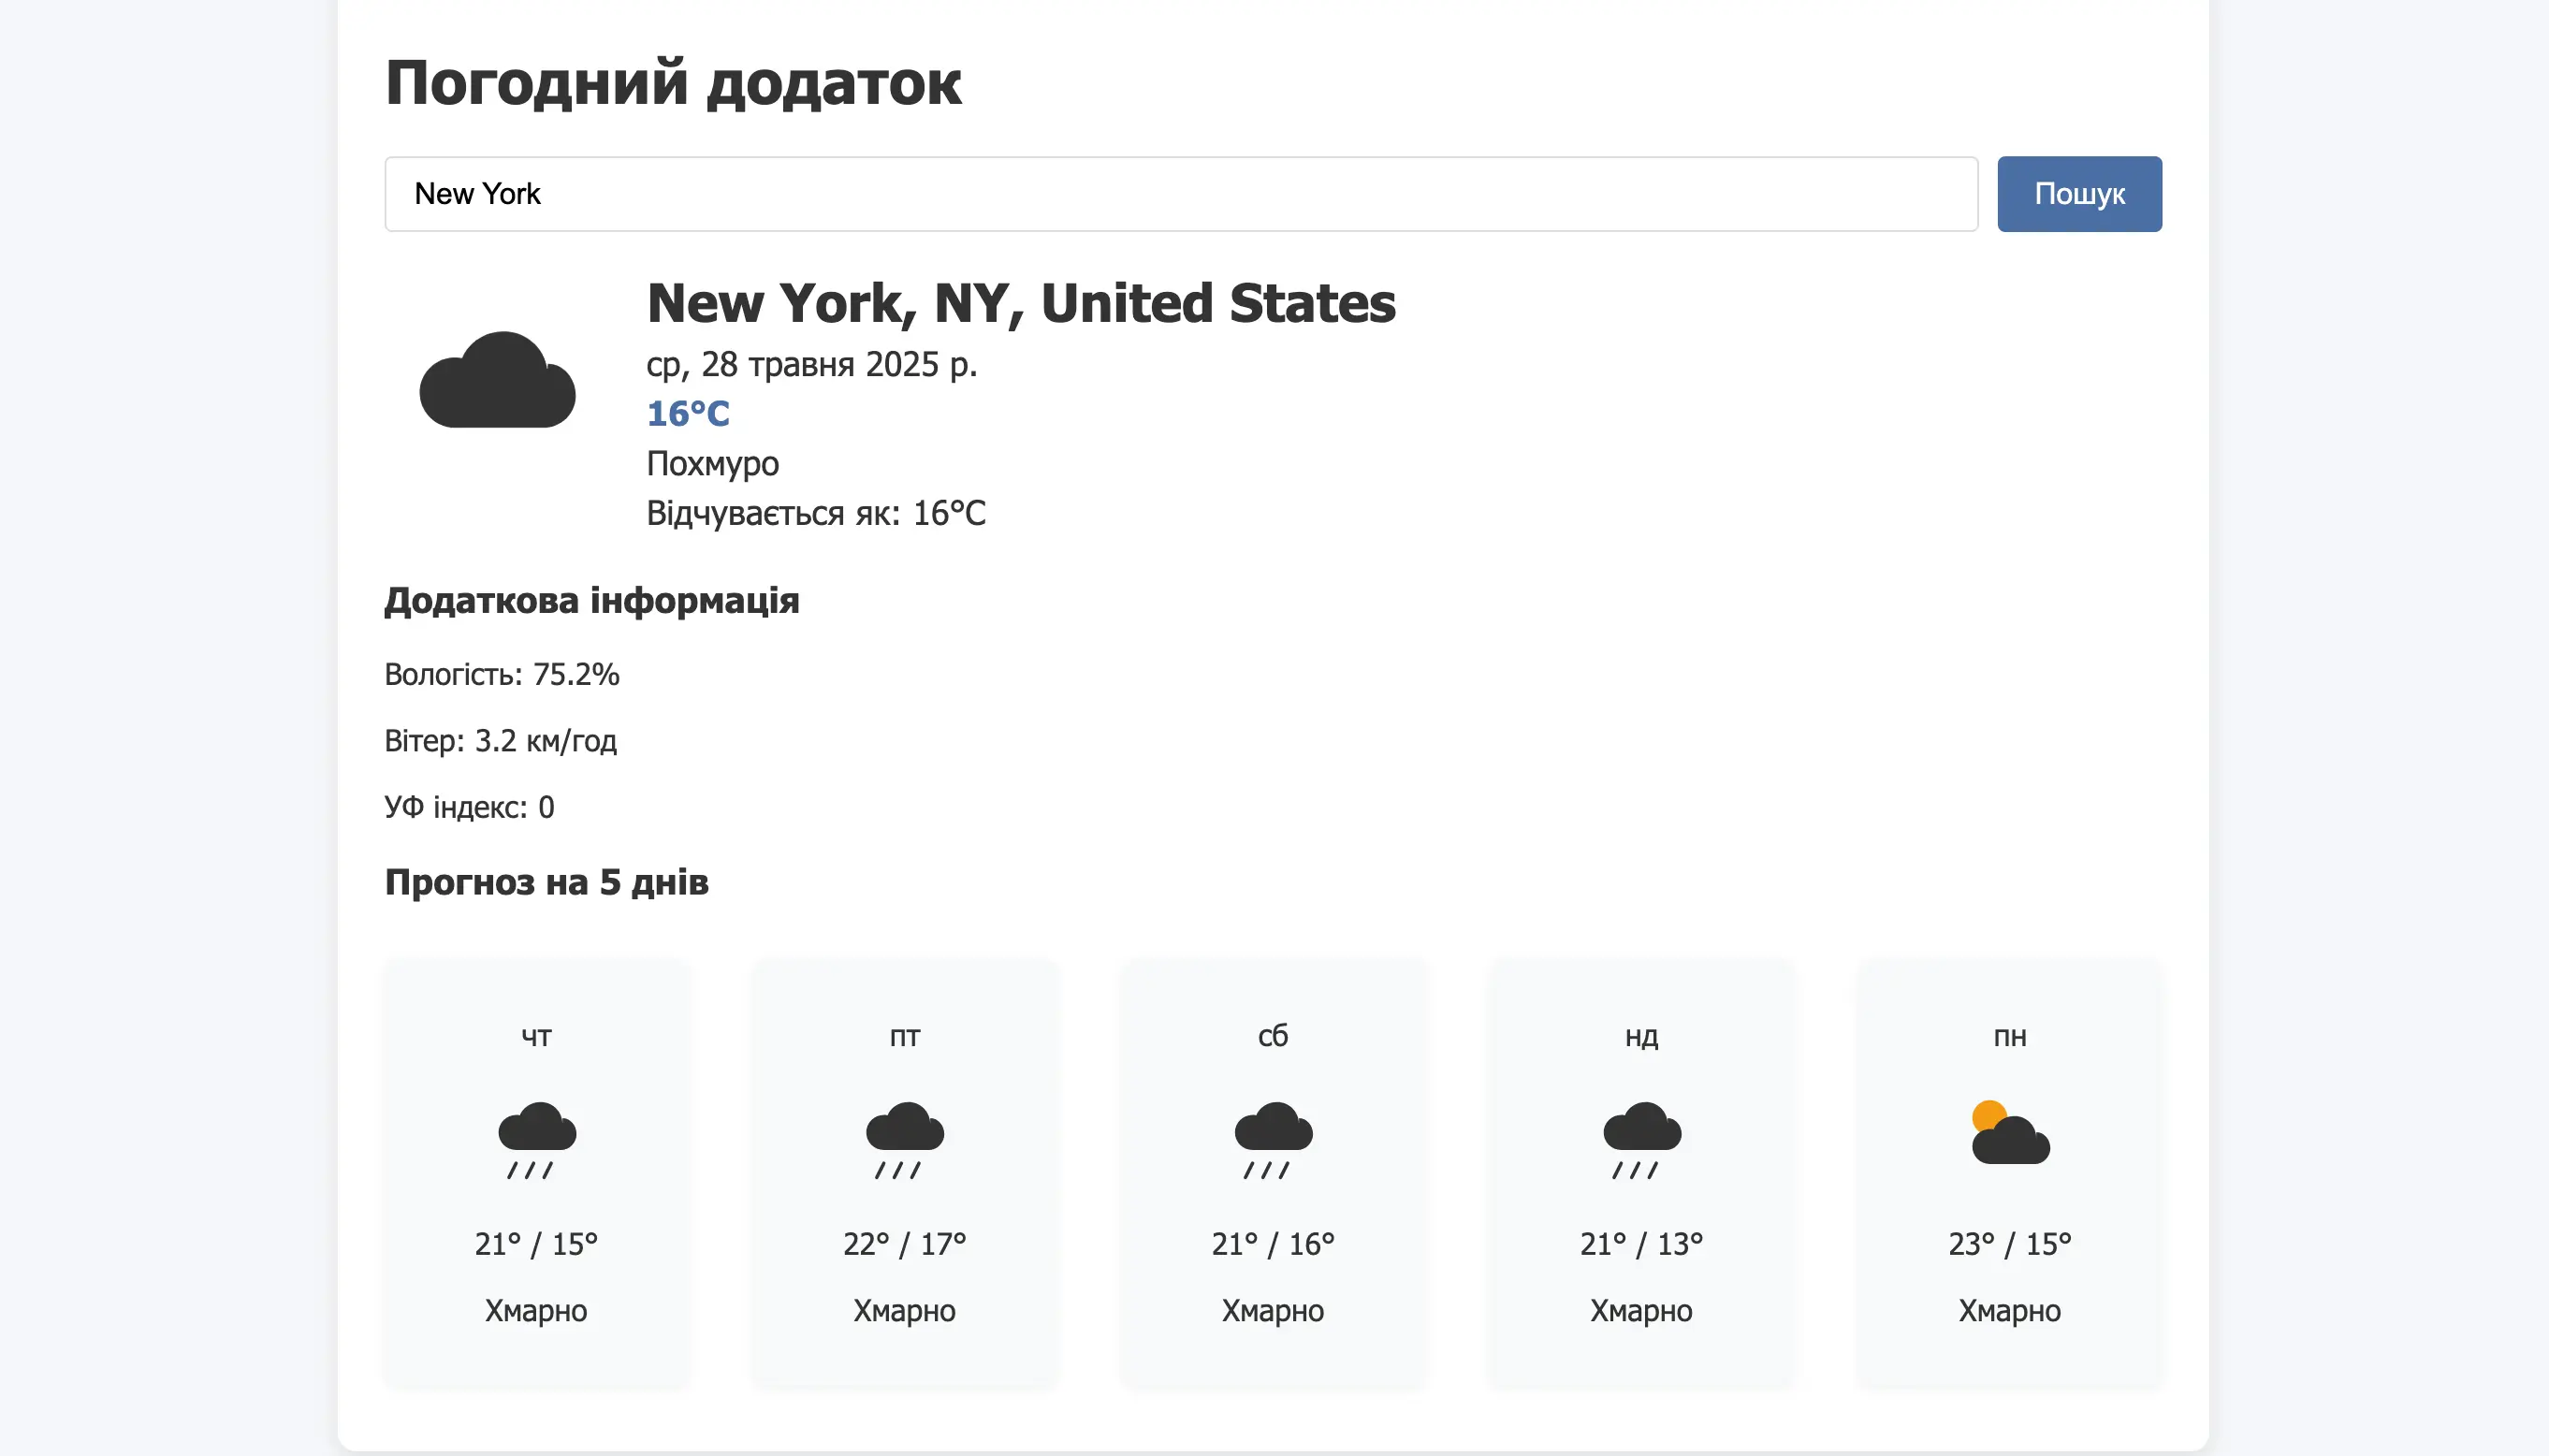 Погодний додаток
New York
Пошук
New York, NY, United States
ср, 28 травня 2025 р.
16°C
Похмуро
Відчувається як: 16°C
Додаткова інформація
Вологість: 75.2%
Вітер: 3.2 км/год
УФ індекс: 0
Прогноз на 5 днів
чт
21° / 15°
Хмарно
пт
22° / 17°
Хмарно
сб
21° / 16°
Хмарно
нд
21° / 13°
Хмарно
пн
23° / 15°
Хмарно